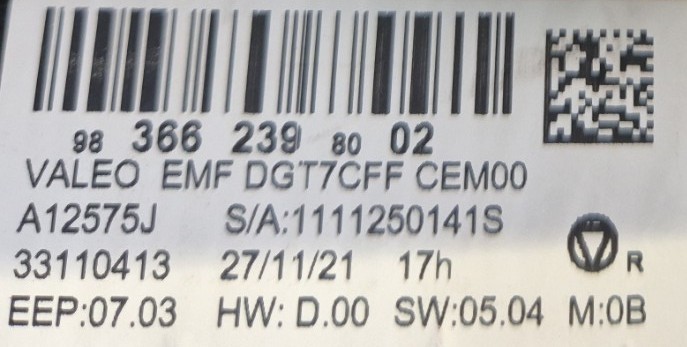 98 366 239 80 02
VALEO EMF DGT7CFF CEM00
A12575J S/A:1111250141S
33110413 27/11/21 17h
R
EEP:07.03 HW: D.00 SW:05.04 M:0B